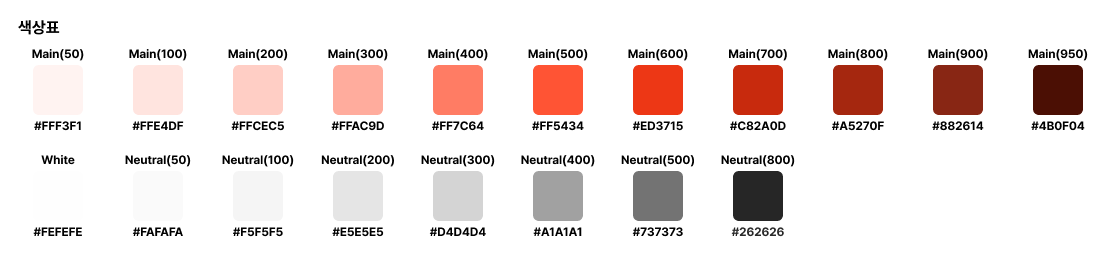 색상표
Main(50) Main(100) Main(200) Main(300) Main(400) Main(500) Main(600) Main(700) Main(800) Main(900) Main(950)
#FFF3F1 #FFE4DF #FFCEC5 #FFAC9D #FF7C64 #FF5434 #ED3715 #C82A0D #A5270F #882614 #4B0F04
White Neutral(50) Neutral(100) Neutral(200) Neutral(300) Neutral(400) Neutral(500) Neutral(800)
#FEFEFE #FAFAFA #F5F5F5 #E5E5E5 #D4D4D4 #A1A1A1 #737373 #262626